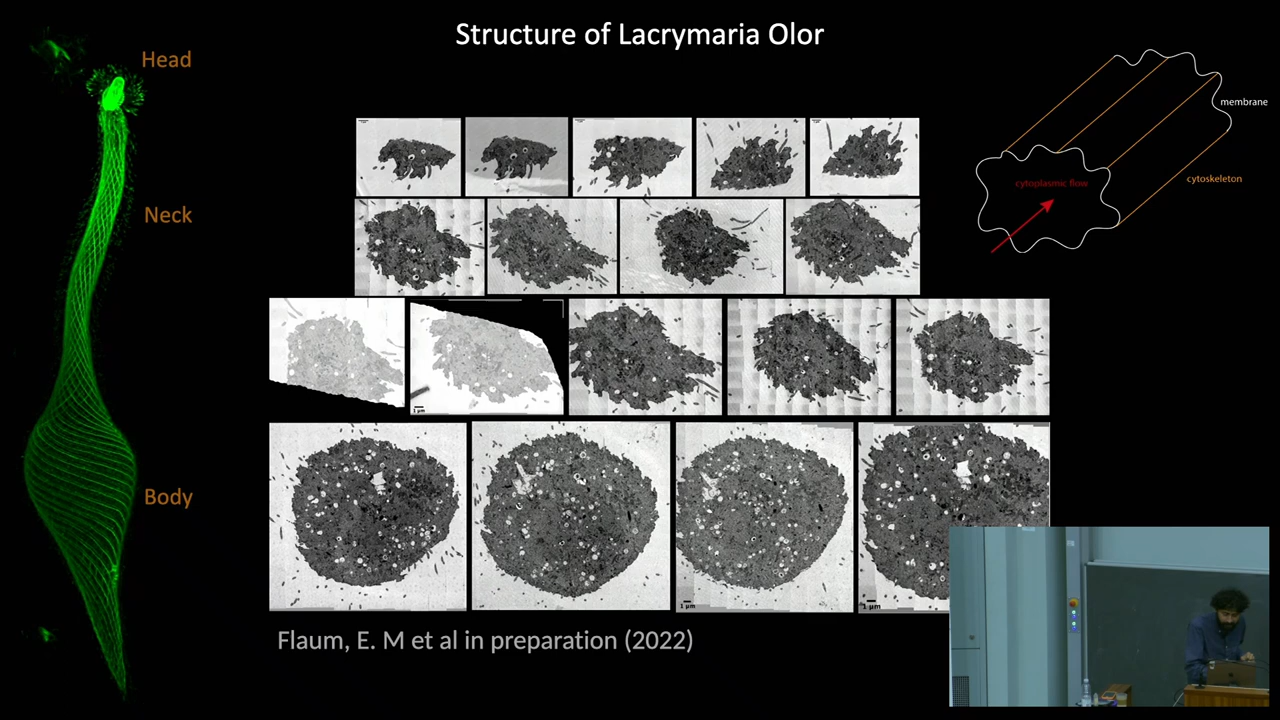 Structure of Lacrymaria Olor
Head
Neck
Body
membrane
cytoplasmic flow
cytoskeleton
1 µm
1 µm
1 µm
Flaum, E. M et al in preparation (2022)